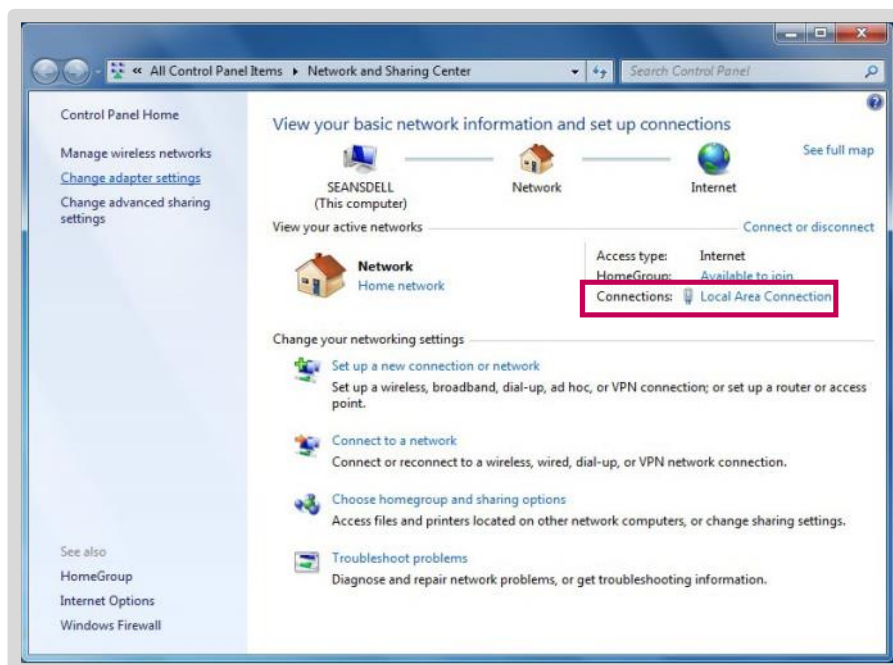 « All Control Panel Items ▸ Network and Sharing Center
Search Control Panel
Control Panel Home
Manage wireless networks
Change adapter settings
Change advanced sharing
settings
See also
HomeGroup
Internet Options
Windows Firewall
View your basic network information and set up connections
See full map
SEANSDELL
(This computer)
Network
Internet
View your active networks
Connect or disconnect
Network
Home network
Access type: Internet
HomeGroup: Available to join
Connections: Local Area Connection
Change your networking settings
Set up a new connection or network
Set up a wireless, broadband, dial-up, ad hoc, or VPN connection; or set up a router or access
point.
Connect to a network
Connect or reconnect to a wireless, wired, dial-up, or VPN network connection.
Choose homegroup and sharing options
Access files and printers located on other network computers, or change sharing settings.
Troubleshoot problems
Diagnose and repair network problems, or get troubleshooting information.